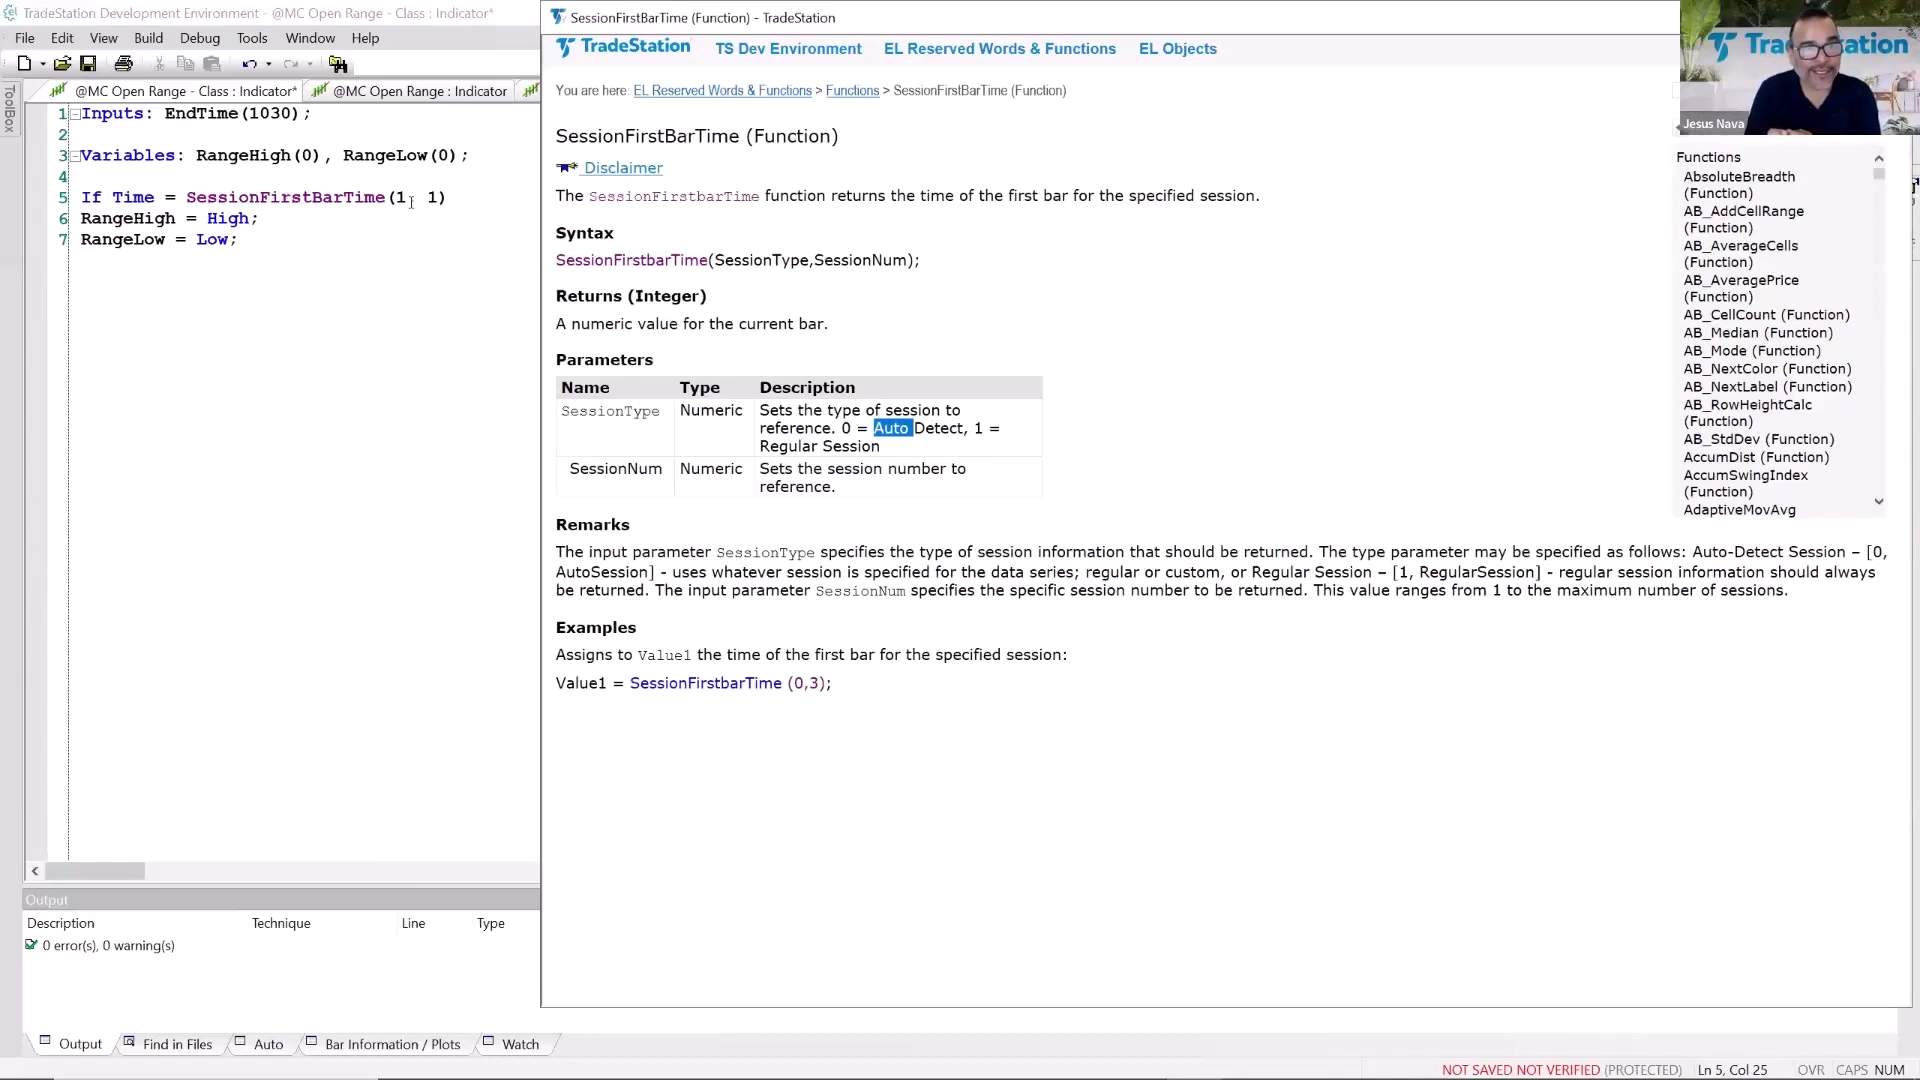 TradeStation Development Environment - @MC Open Range - Class : Indicator*
File Edit View Build Debug Tools Window Help
ToolBox
@MC Open Range - Class : Indicator* @MC Open Range : Indicator
1 Inputs: EndTime(1030);
2
3 Variables: RangeHigh(0), RangeLow(0);
4
5 If Time = SessionFirstBarTime(1, 1)
6 RangeHigh = High;
7 RangeLow = Low;
Output
Description Technique Line Type
0 error(s), 0 warning(s)
Output Find in Files Auto Bar Information / Plots Watch
NOT SAVED NOT VERIFIED (PROTECTED) Ln 5, Col 25 OVR CAPS NUM
SessionFirstBarTime (Function) - TradeStation
TradeStation TS Dev Environment EL Reserved Words & Functions EL Objects
You are here: EL Reserved Words & Functions > Functions > SessionFirstBarTime (Function)
SessionFirstBarTime (Function)
Disclaimer
The SessionFirstbarTime function returns the time of the first bar for the specified session.
Syntax
SessionFirstbarTime(SessionType,SessionNum);
Returns (Integer)
A numeric value for the current bar.
Parameters
Name Type Description
SessionType Numeric Sets the type of session to
reference. 0 = Auto Detect, 1 =
Regular Session
SessionNum Numeric Sets the session number to
reference.
Remarks
The input parameter SessionType specifies the type of session information that should be returned. The type parameter may be specified as follows: Auto-Detect Session – [0,
AutoSession] - uses whatever session is specified for the data series; regular or custom, or Regular Session – [1, RegularSession] - regular session information should always
be returned. The input parameter SessionNum specifies the specific session number to be returned. This value ranges from 1 to the maximum number of sessions.
Examples
Assigns to Value1 the time of the first bar for the specified session:
Value1 = SessionFirstbarTime (0,3);
Jesus Nava
Functions
AbsoluteBreadth
(Function)
AB_AddCellRange
(Function)
AB_AverageCells
(Function)
AB_AveragePrice
(Function)
AB_CellCount (Function)
AB_Median (Function)
AB_Mode (Function)
AB_NextColor (Function)
AB_NextLabel (Function)
AB_RowHeightCalc
(Function)
AB_StdDev (Function)
AccumDist (Function)
AccumSwingIndex
(Function)
AdaptiveMovAvg